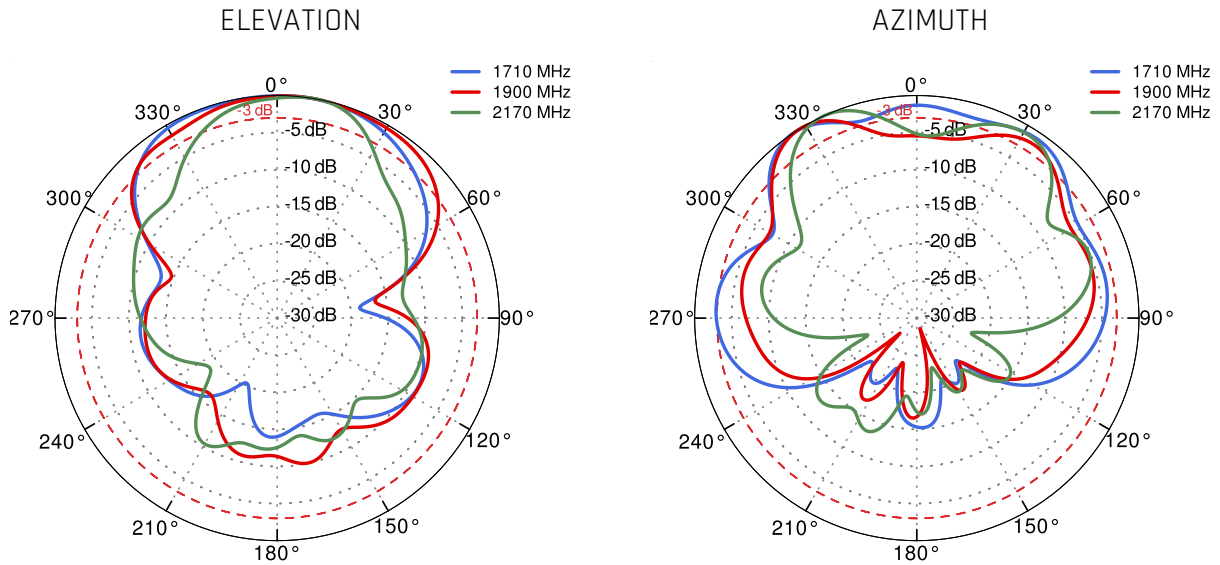 ELEVATION
1710 MHz
1900 MHz
2170 MHz
0°
330°
30°
-3 dB
-5 dB
-10 dB
300°
60°
-15 dB
-20 dB
25 dB
-30 dB
270°
90°
240°
120°
210°
150°
180°
AZIMUTH
1710 MHz
1900 MHz
2170 MHz
0°
330°
30°
-3 dB
-5 dB
-10 dB
300°
60°
-15 dB
-20 dB
25 dB
-30 dB
270°
90°
240°
120°
210°
150°
180°